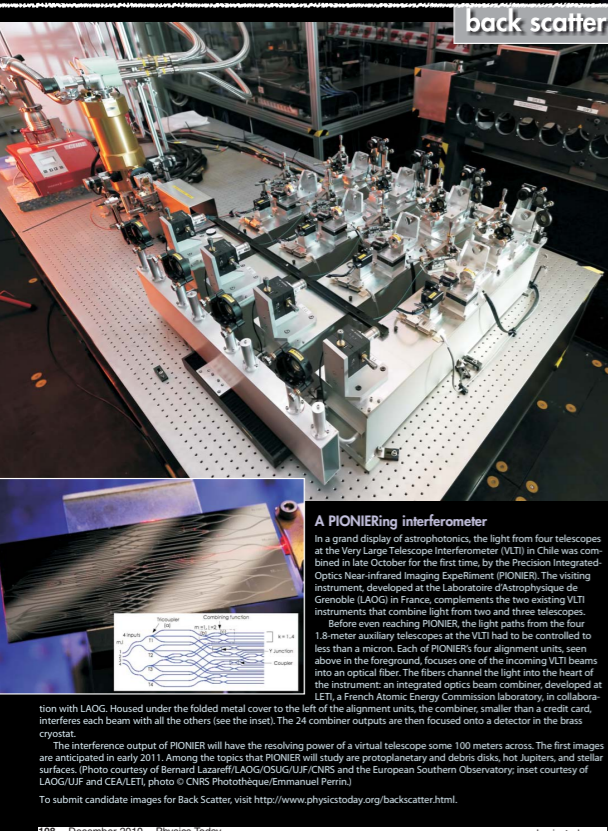 back scatter
A PIONIERing interferometer
In a grand display of astrophotonics, the light from four telescopes
at the Very Large Telescope Interferometer (VLTI) in Chile was com-
bined in late October for the first time, by the Precision Integrated-
Optics Near-infrared Imaging ExpeRiment (PIONIER). The visiting
instrument, developed at the Laboratoire d'Astrophysique de
Grenoble (LAOG) in France, complements the two existing VLTI
instruments that combine light from two and three telescopes.
Before even reaching PIONIER, the light paths from the four
1.8-meter auxiliary telescopes at the VLTI had to be controlled to
less than a micron. Each of PIONIER's four alignment units, seen
above in the foreground, focuses one of the incoming VLTI beams
into an optical fiber. The fibers channel the light into the heart of
the instrument: an integrated optics beam combiner, developed at
LETI, a French Atomic Energy Commission laboratory, in collabora-
tion with LAOG. Housed under the folded metal cover to the left of the alignment units, the combiner, smaller than a credit card,
interferes each beam with all the others (see the inset). The 24 combiner outputs are then focused onto a detector in the brass
cryostat.
The interference output of PIONIER will have the resolving power of a virtual telescope some 100 meters across. The first images
are anticipated in early 2011. Among the topics that PIONIER will study are protoplanetary and debris disks, hot Jupiters, and stellar
surfaces. (Photo courtesy of Bernard Lazareff/LAOG/OSUG/UJF/CNRS and the European Southern Observatory; inset courtesy of
LAOG/UJF and CEA/LETI, photo © CNRS Photothèque/Emmanuel Perrin.)
To submit candidate images for Back Scatter, visit http://www.physicstoday.org/backscatter.html.
Tricoupler
Combining function
4 Inputs
k = 1..4
Y Junction
Coupler
108 December 2010 Physics Today